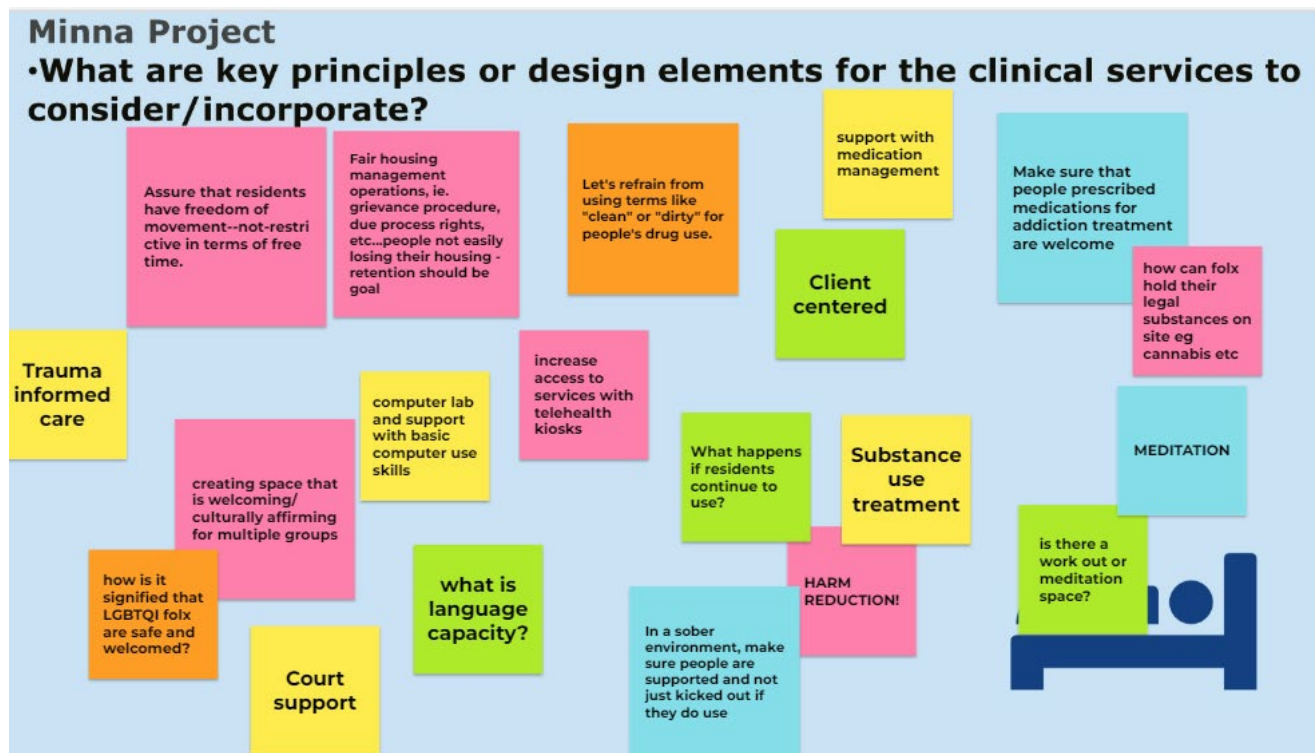 Minna Project
•What are key principles or design elements for the clinical services to
consider/incorporate?
Assure that residents
have freedom of
movement--not-restri
ctive in terms of free
time.
Fair housing
management
operations, ie.
grievance procedure,
due process rights,
etc...people not easily
losing their housing -
retention should be
goal
Let's refrain from
using terms like
"clean" or "dirty" for
people's drug use.
support with
medication
management
Make sure that
people prescribed
medications for
addiction treatment
are welcome
Client
centered
how can folx
hold their
legal
substances on
site eg
cannabis etc
Trauma
informed
care
computer lab
and support
with basic
computer use
skills
increase
access to
services with
telehealth
kiosks
What happens
if residents
continue to
use?
Substance
use
treatment
MEDITATION
creating space that
is welcoming/
culturally affirming
for multiple groups
how is it
signified that
LGBTQI folx
are safe and
welcomed?
what is
language
capacity?
HARM
REDUCTION!
is there a
work out or
meditation
space?
Court
support
In a sober
environment, make
sure people are
supported and not
just kicked out if
they do use